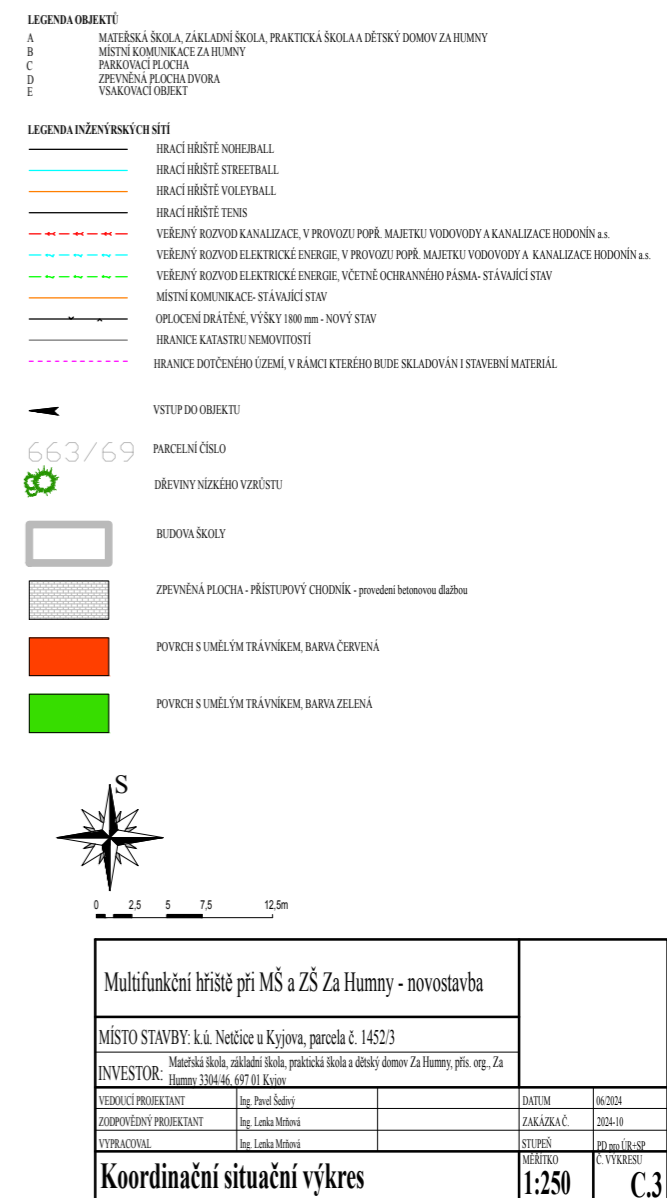 LEGENDA OBJEKTŮ
A MATEŘSKÁ ŠKOLA, ZÁKLADNÍ ŠKOLA, PRAKTICKÁ ŠKOLA A DĚTSKÝ DOMOV ZA HUMNY
B MÍSTNÍ KOMUNIKACE ZA HUMNY
C PARKOVACÍ PLOCHA
D ZPEVNĚNÁ PLOCHA DVORA
E VSAKOVACÍ OBJEKT
LEGENDA INŽENÝRSKÝCH SÍTÍ
HRACÍ HŘIŠTĚ NOHEJBALL
HRACÍ HŘIŠTĚ STREETBALL
HRACÍ HŘIŠTĚ VOLEYBALL
HRACÍ HŘIŠTĚ TENIS
VEŘEJNÝ ROZVOD KANALIZACE, V PROVOZU POPŘ. MAJETKU VODOVODY A KANALIZACE HODONÍN a.s.
VEŘEJNÝ ROZVOD ELEKTRICKÉ ENERGIE, V PROVOZU POPŘ. MAJETKU VODOVODY A KANALIZACE HODONÍN a.s.
VEŘEJNÝ ROZVOD ELEKTRICKÉ ENERGIE, VČETNĚ OCHRANNÉHO PÁSMA- STÁVAJÍCÍ STAV
MÍSTNÍ KOMUNIKACE- STÁVAJÍCÍ STAV
OPLOCENÍ DRÁTĚNÉ, VÝŠKY 1800 mm - NOVÝ STAV
HRANICE KATASTRU NEMOVITOSTÍ
HRANICE DOTČENÉHO ÚZEMÍ, V RÁMCI KTERÉHO BUDE SKLADOVÁN I STAVEBNÍ MATERIÁL
VSTUP DO OBJEKTU
663/69 PARCELNÍ ČÍSLO
DŘEVINY NÍZKÉHO VZRŮSTU
BUDOVA ŠKOLY
ZPEVNĚNÁ PLOCHA - PŘÍSTUPOVÝ CHODNÍK - provedení betonovou dlažbou
POVRCH S UMĚLÝM TRÁVNÍKEM, BARVA ČERVENÁ
POVRCH S UMĚLÝM TRÁVNÍKEM, BARVA ZELENÁ
S
0 2,5 5 7,5 12,5m
Multifunkční hřiště při MŠ a ZŠ Za Humny - novostavba
MÍSTO STAVBY: k.ú. Netčice u Kyjova, parcela č. 1452/3
INVESTOR: Mateřská škola, základní škola, praktická škola a dětský domov Za Humny, přís. org., Za
Humny 3304/46, 697 01 Kyjov
VEDOUCÍ PROJEKTANT Ing. Pavel Šedivý DATUM 06/2024
ZODPOVĚDNÝ PROJEKTANT Ing. Lenka Mrňová ZAKÁZKA Č. 2024-10
VYPRACOVAL Ing. Lenka Mrňová STUPEŇ PD pro ÚR+SP
Koordinační situační výkres MĚŘÍTKO 1:250 Č. VÝKRESU C.3